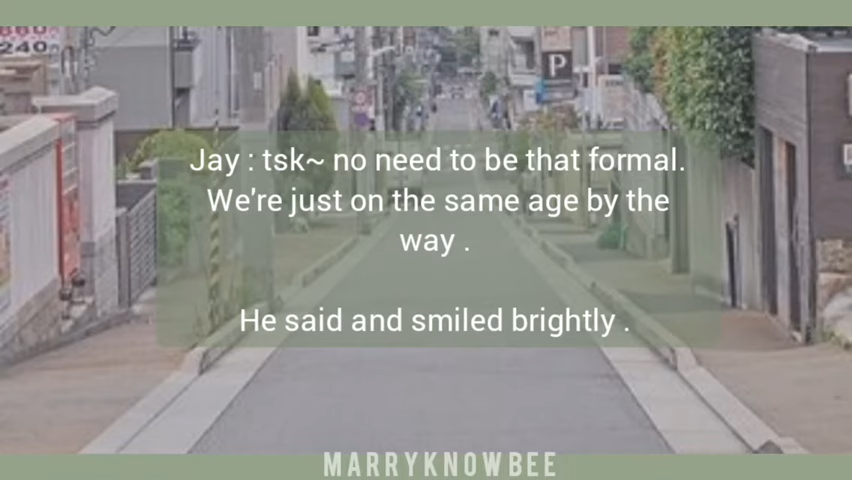 240
P
Jay : tsk~ no need to be that formal.
We're just on the same age by the
way .
He said and smiled brightly .
MARRYKNOWBEE